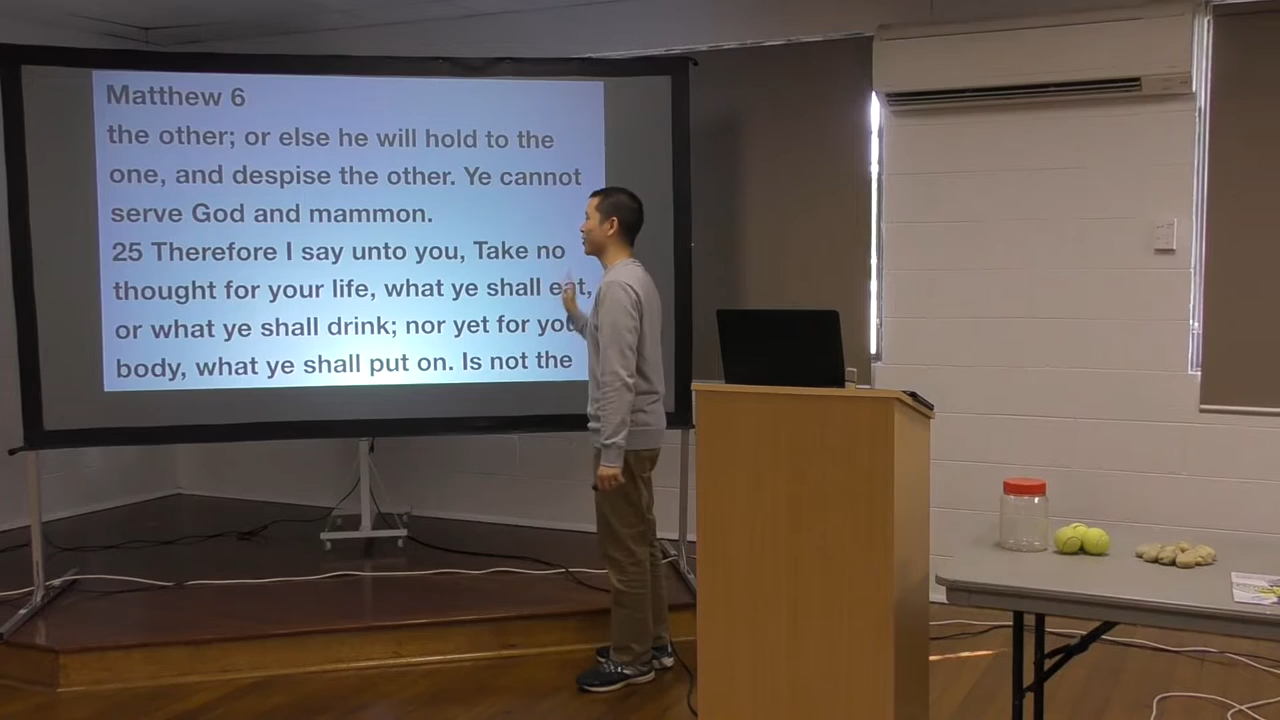 Matthew 6
the other; or else he will hold to the
one, and despise the other. Ye cannot
serve God and mammon.
25 Therefore I say unto you, Take no
thought for your life, what ye shall eat,
or what ye shall drink; nor yet for you
body, what ye shall put on. Is not the